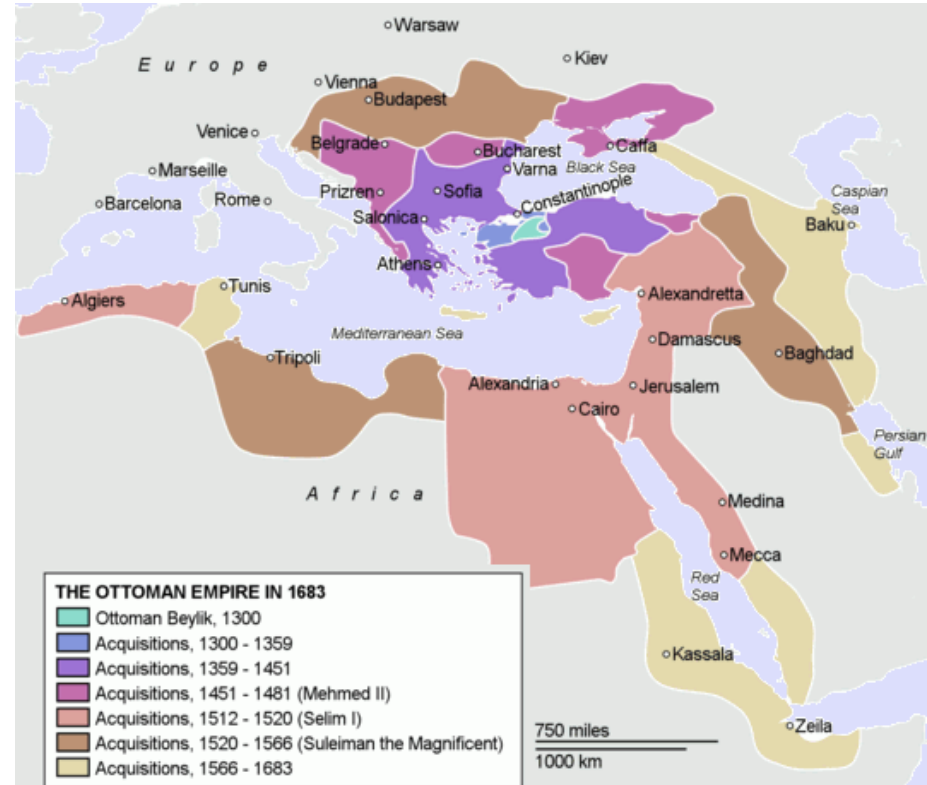 Warsaw
Kiev
Europe
Vienna
Budapest
Venice
Belgrade
Bucharest
Caffa
Black Sea
Varna
Marseille
Prizren
Sofia
Constantinople
Caspian
Sea
Barcelona
Rome
Salonica
Baku
Athens
Tunis
Algiers
Alexandretta
Mediterranean Sea
Damascus
Tripoli
Baghdad
Alexandria
Jerusalem
Cairo
Persian
Gulf
Africa
Medina
Mecca
Red
Sea
Kassala
Zeila
THE OTTOMAN EMPIRE IN 1683
Ottoman Beylik, 1300
Acquisitions, 1300 - 1359
Acquisitions, 1359 - 1451
Acquisitions, 1451 - 1481 (Mehmed II)
Acquisitions, 1512 - 1520 (Selim I)
Acquisitions, 1520 - 1566 (Suleiman the Magnificent)
Acquisitions, 1566 - 1683
750 miles
1000 km